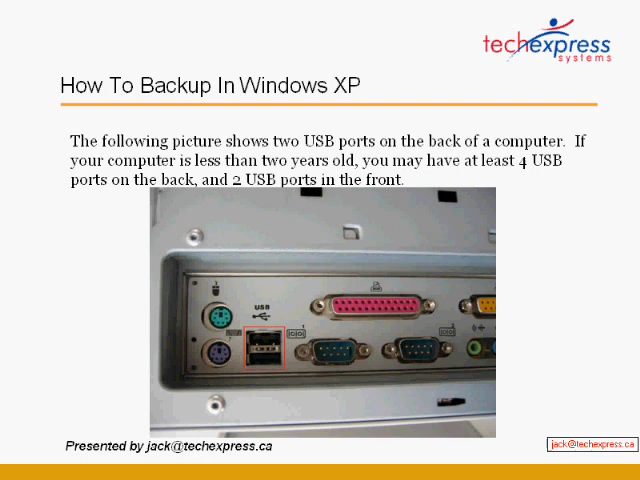 techexpress
systems
How To Backup In Windows XP
The following picture shows two USB ports on the back of a computer.  If
your computer is less than two years old, you may have at least 4 USB
ports on the back, and 2 USB ports in the front.
USB
Presented by jack@techexpress.ca
jack@techexpress.ca